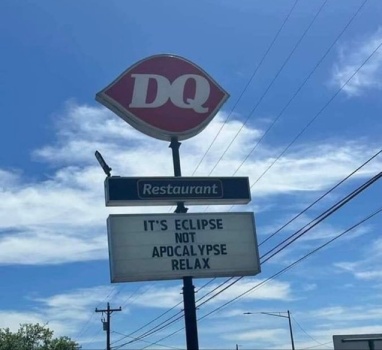 DQ
Restaurant
IT'S ECLIPSE
NOT
APOCALYPSE
RELAX